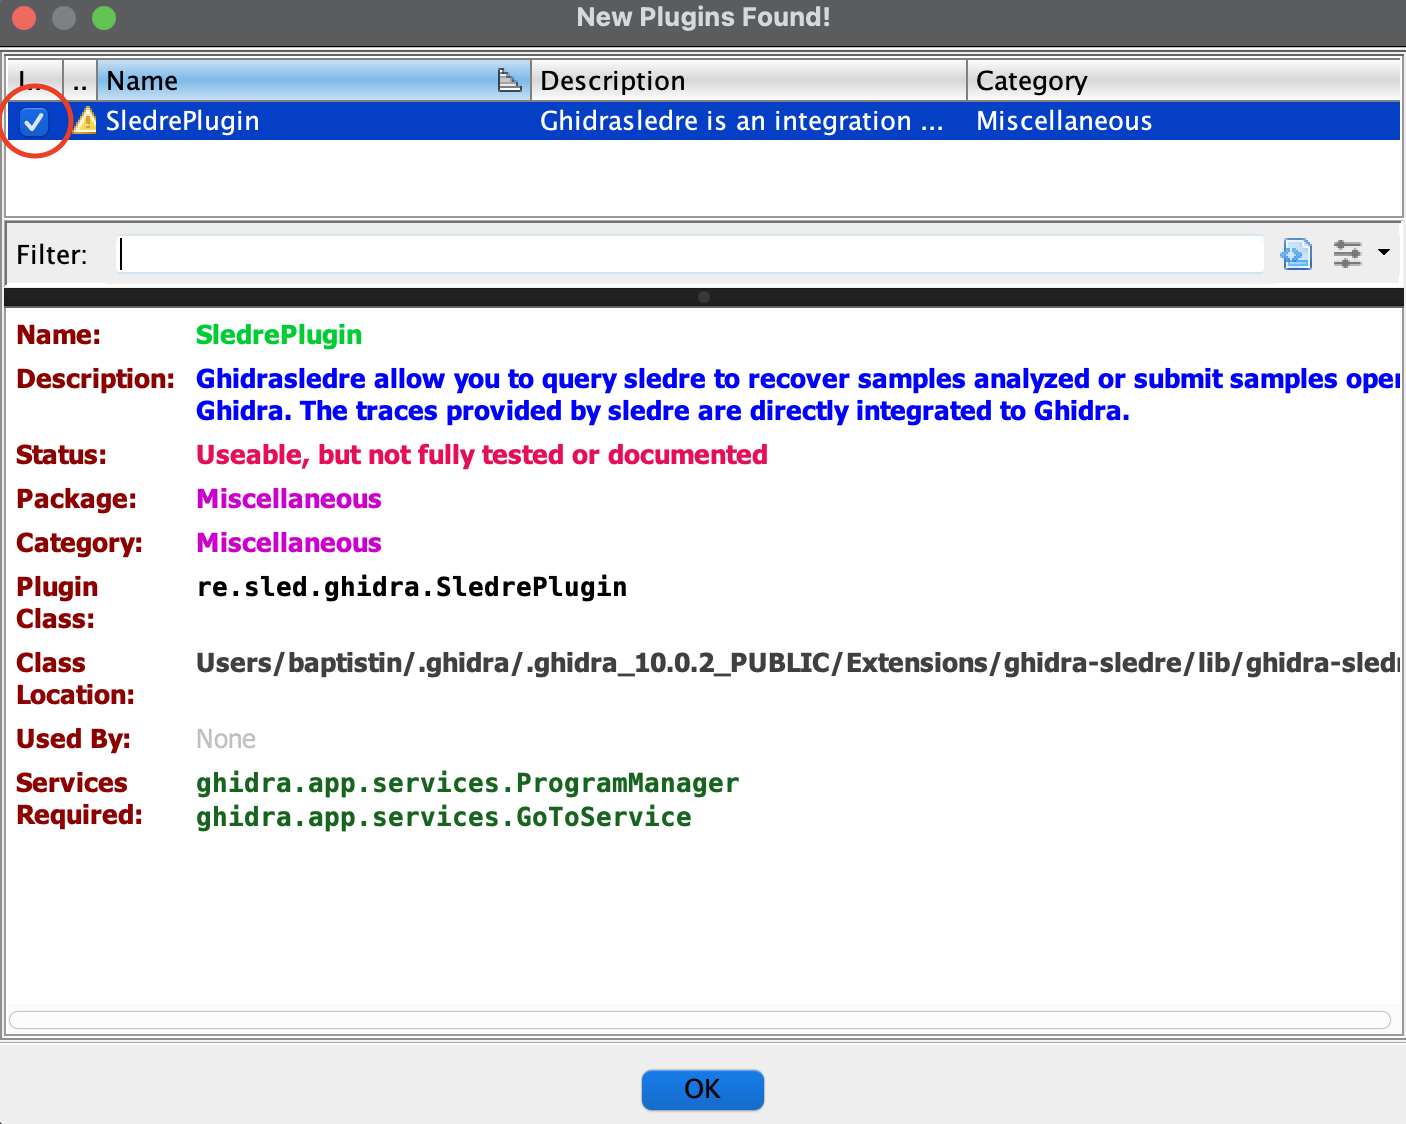 New Plugins Found!
I... .. Name Description Category
SledrePlugin Ghidrasledre is an integration ... Miscellaneous
Filter:
Name: SledrePlugin
Description: Ghidrasledre allow you to query sledre to recover samples analyzed or submit samples oper
Ghidra. The traces provided by sledre are directly integrated to Ghidra.
Status: Useable, but not fully tested or documented
Package: Miscellaneous
Category: Miscellaneous
Plugin re.sled.ghidra.SledrePlugin
Class:
Class Users/baptistin/.ghidra/.ghidra_10.0.2_PUBLIC/Extensions/ghidra-sledre/lib/ghidra-sledr
Location:
Used By: None
Services ghidra.app.services.ProgramManager
Required: ghidra.app.services.GoToService
OK